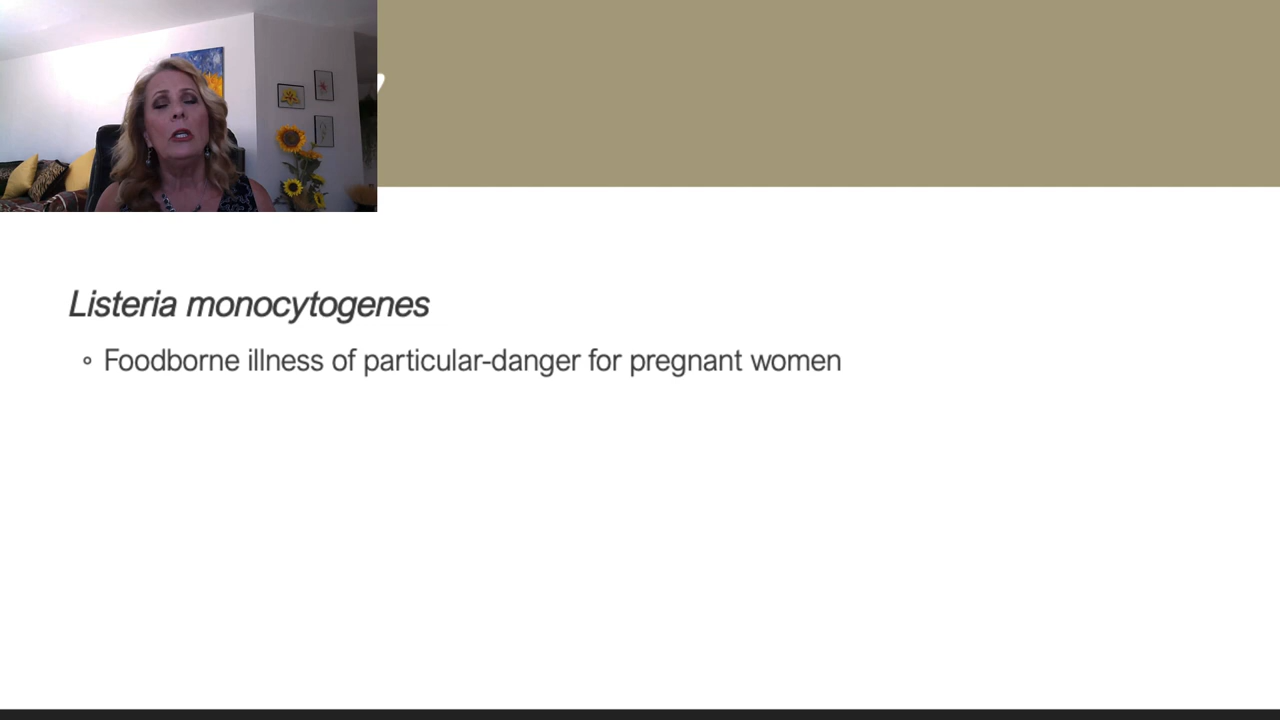 Listeria monocytogenes
Foodborne illness of particular-danger for pregnant women